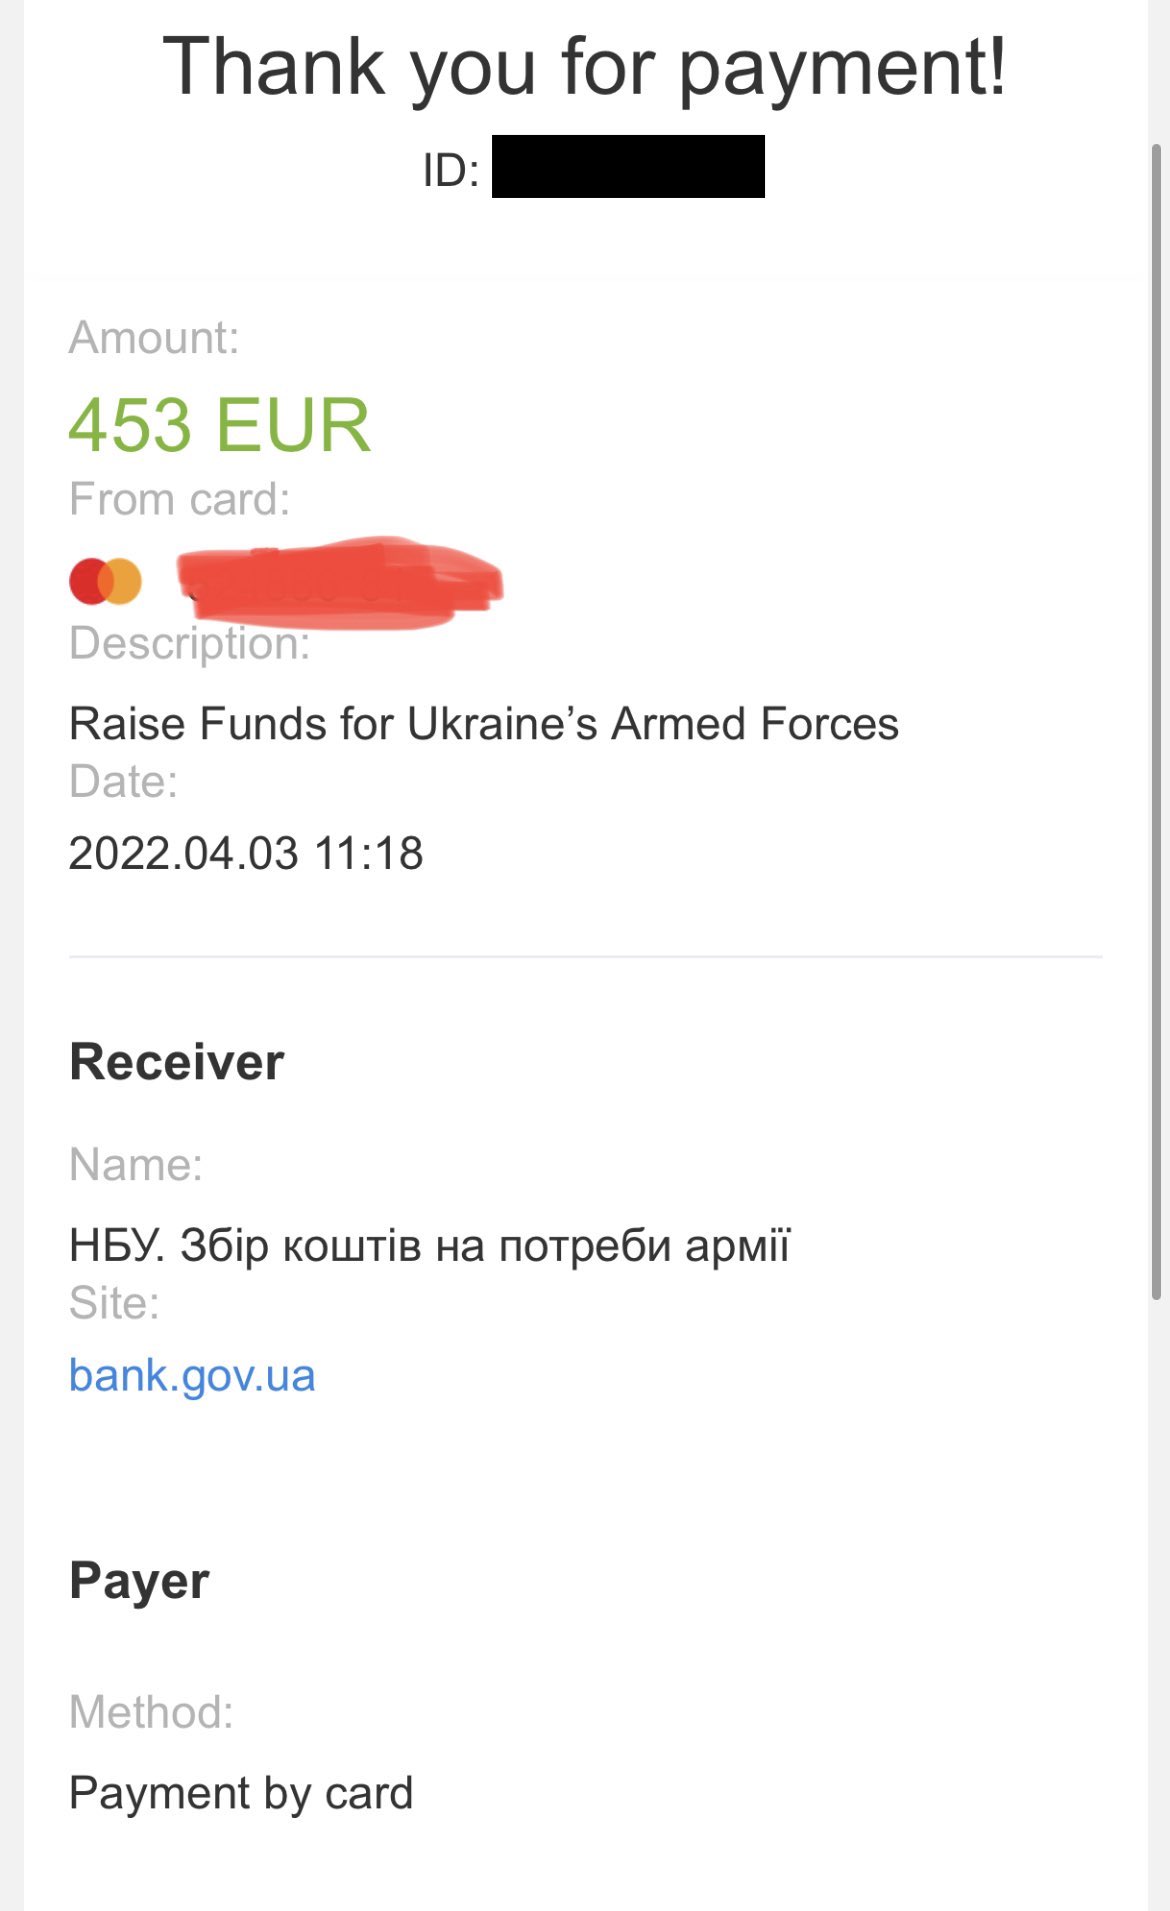 Thank you for payment!
ID:
Amount:
453 EUR
From card:
Description:
Raise Funds for Ukraine’s Armed Forces
Date:
2022.04.03 11:18
Receiver
Name:
НБУ. Збір коштів на потреби армії
Site:
bank.gov.ua
Payer
Method:
Payment by card